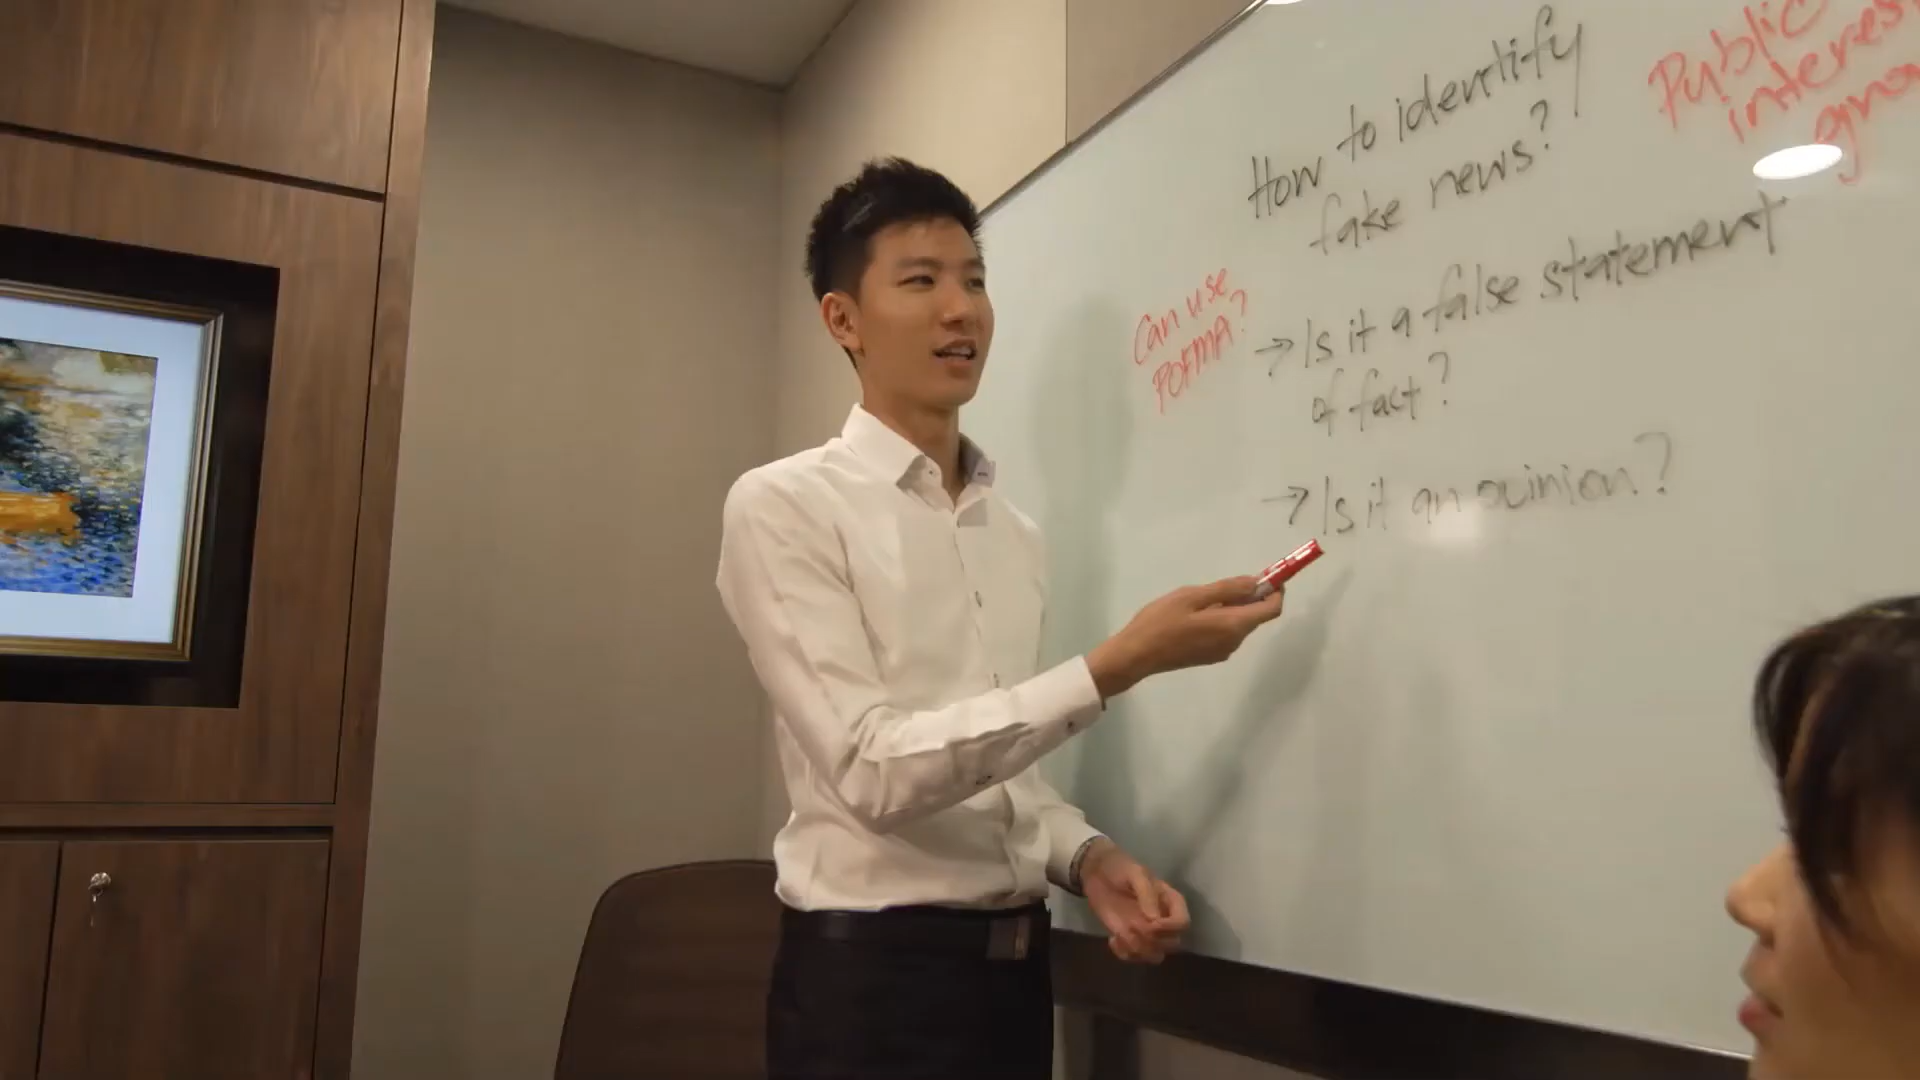 How to identify
fake news?
Public
interest
Can use
POFMA?
→ Is it a false statement
of fact?
→ Is it an opinion?